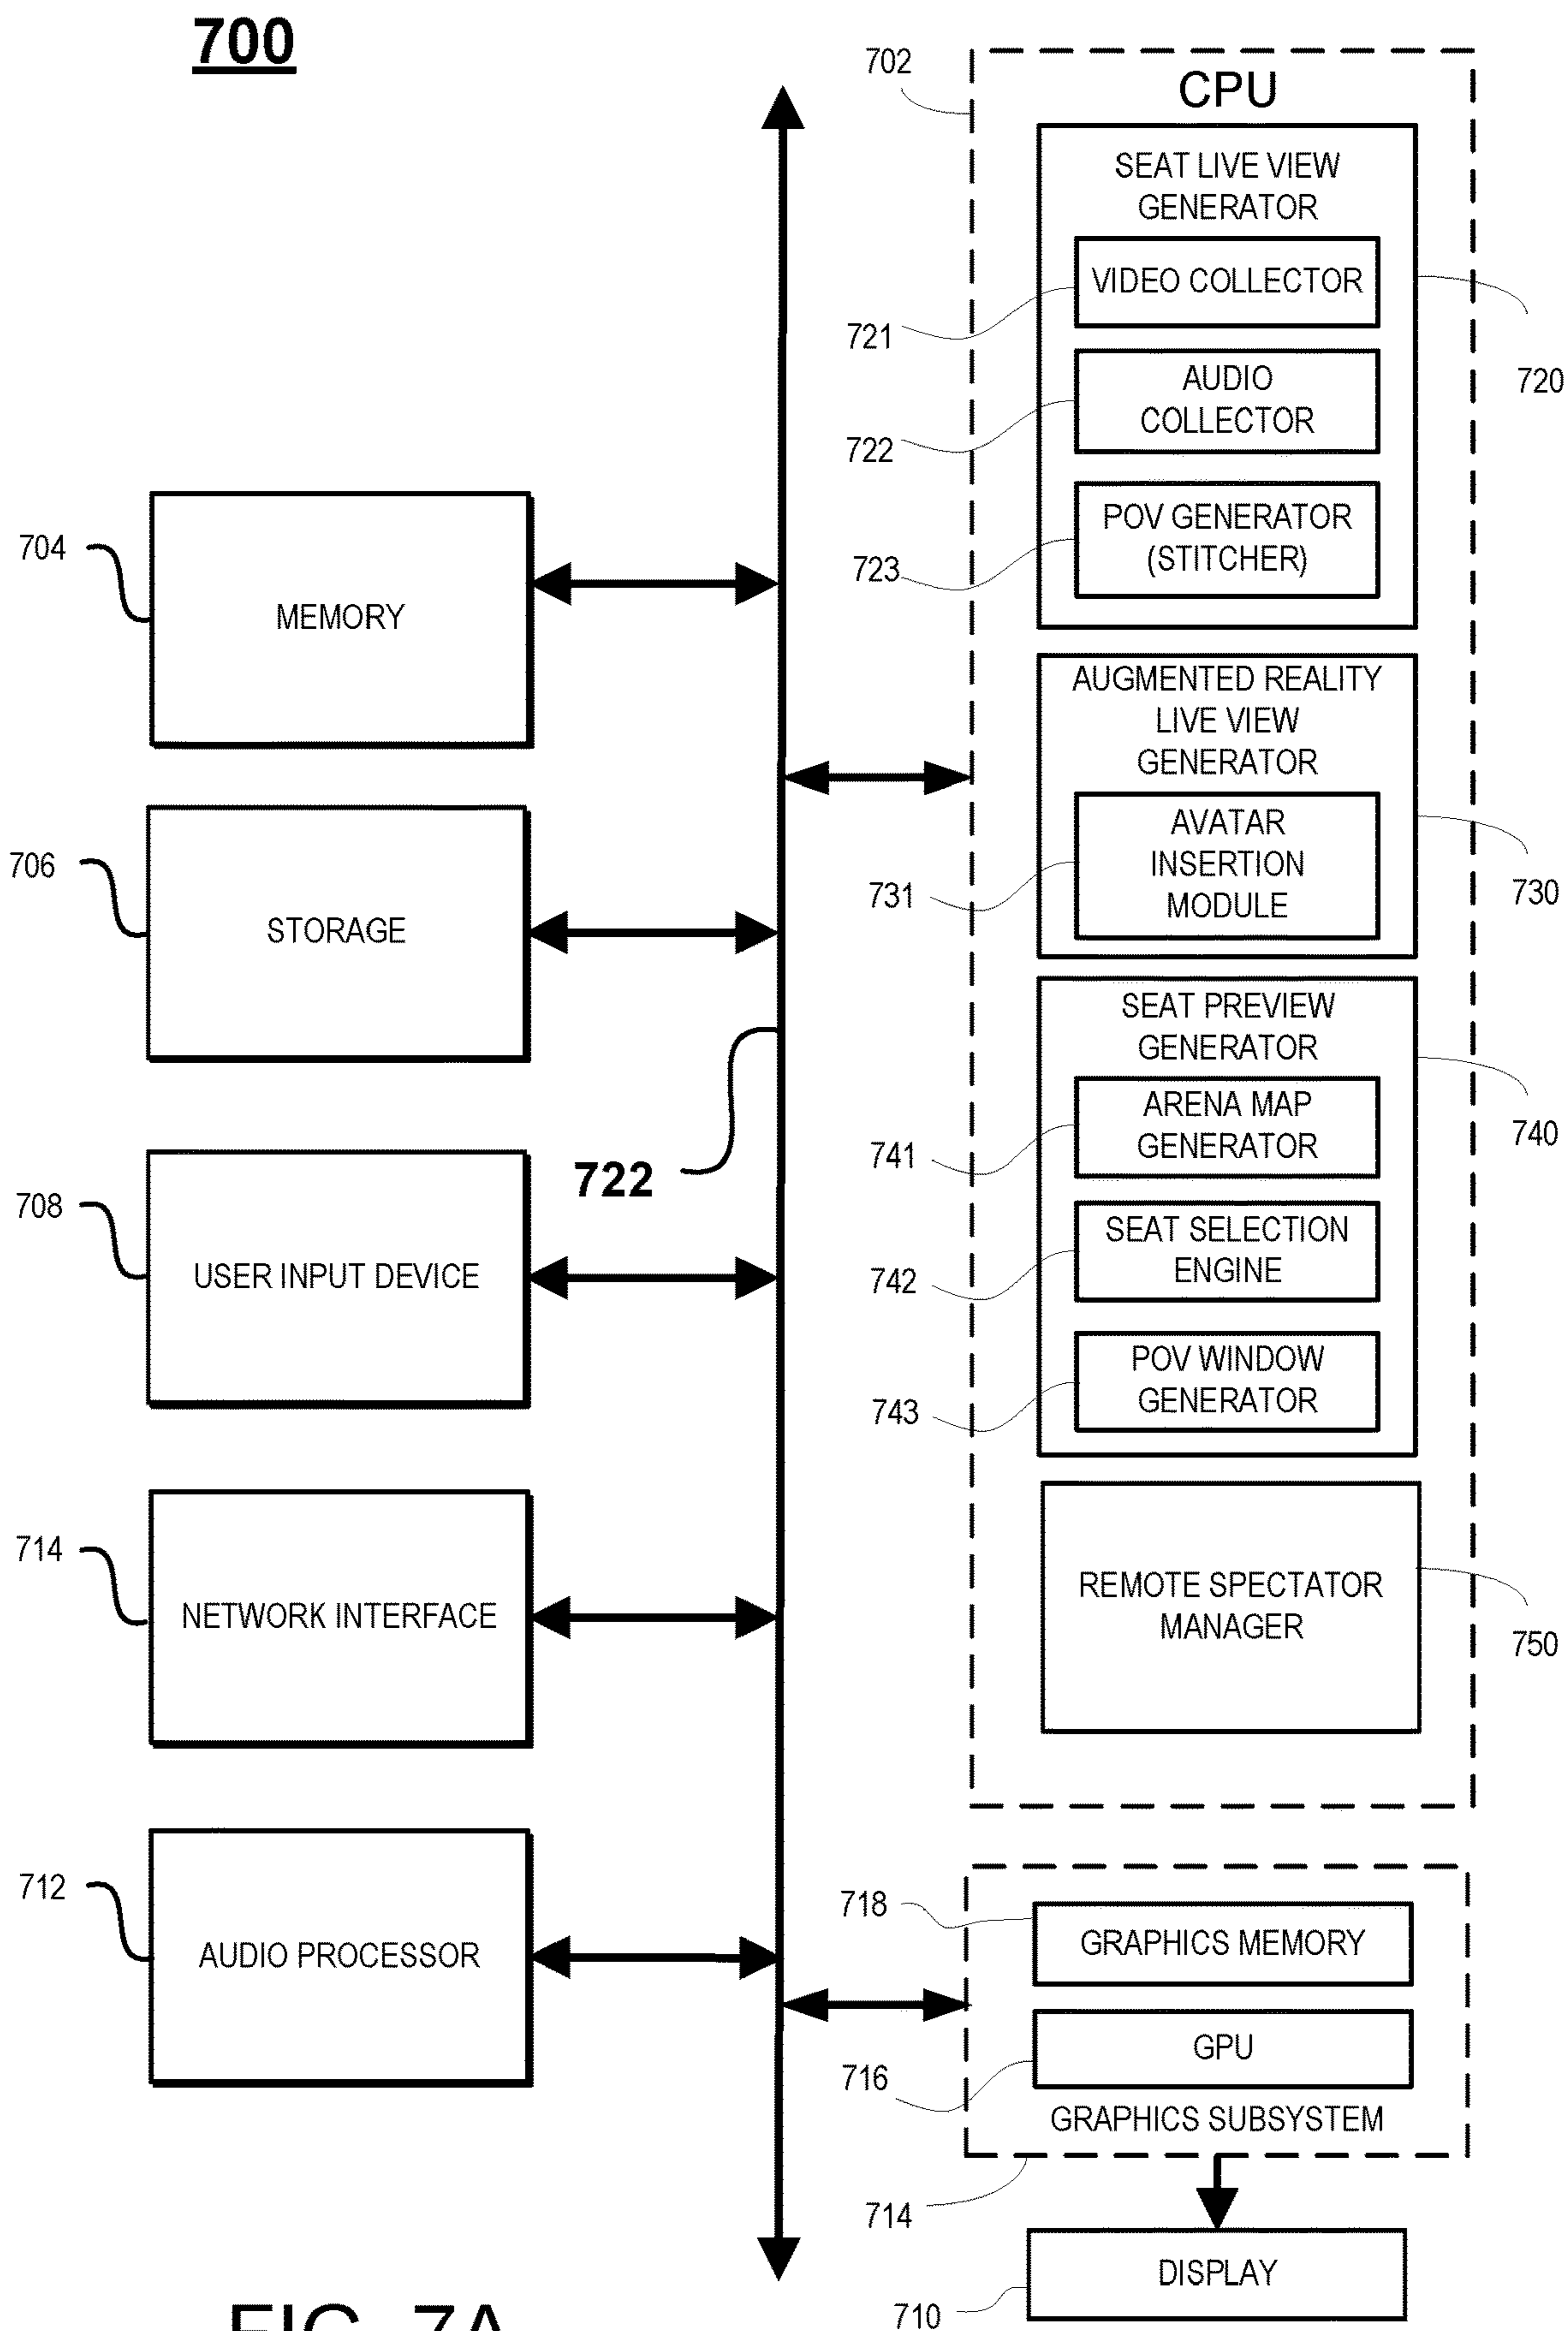 700
702
CPU
SEAT LIVE VIEW
GENERATOR
VIDEO COLLECTOR
721
720
AUDIO
COLLECTOR
722
POV GENERATOR
(STITCHER)
723
704
MEMORY
AUGMENTED REALITY
LIVE VIEW
GENERATOR
AVATAR
INSERTION
MODULE
731
730
706
STORAGE
SEAT PREVIEW
GENERATOR
ARENA MAP
GENERATOR
741
740
722
SEAT SELECTION
ENGINE
742
708
USER INPUT DEVICE
POV WINDOW
GENERATOR
743
714
NETWORK INTERFACE
REMOTE SPECTATOR
MANAGER
750
712
AUDIO PROCESSOR
718
GRAPHICS MEMORY
GPU
716
GRAPHICS SUBSYSTEM
714
DISPLAY
710
FIG. 7A